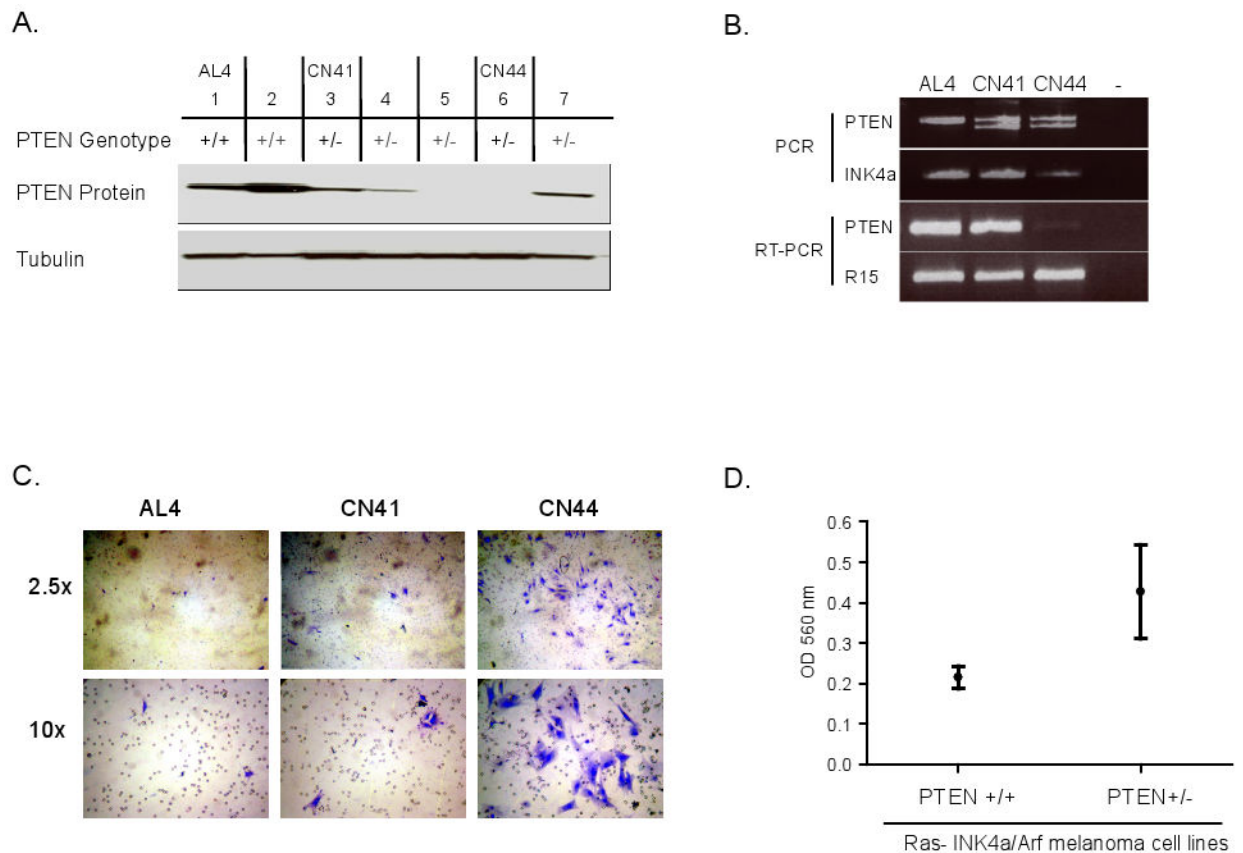 A.
AL4 CN41 CN44
1 2 3 4 5 6 7
PTEN Genotype +/+ +/+ +/- +/- +/- +/- +/-
PTEN Protein
Tubulin
B.
AL4 CN41 CN44 -
PCR
PTEN
INK4a
RT-PCR
PTEN
R15
C.
AL4 CN41 CN44
2.5x
10x
D.
OD 560 nm
0.6
0.5
0.4
0.3
0.2
0.1
0.0
PTEN +/+ PTEN+/-
Ras- INK4a/Arf melanoma cell lines